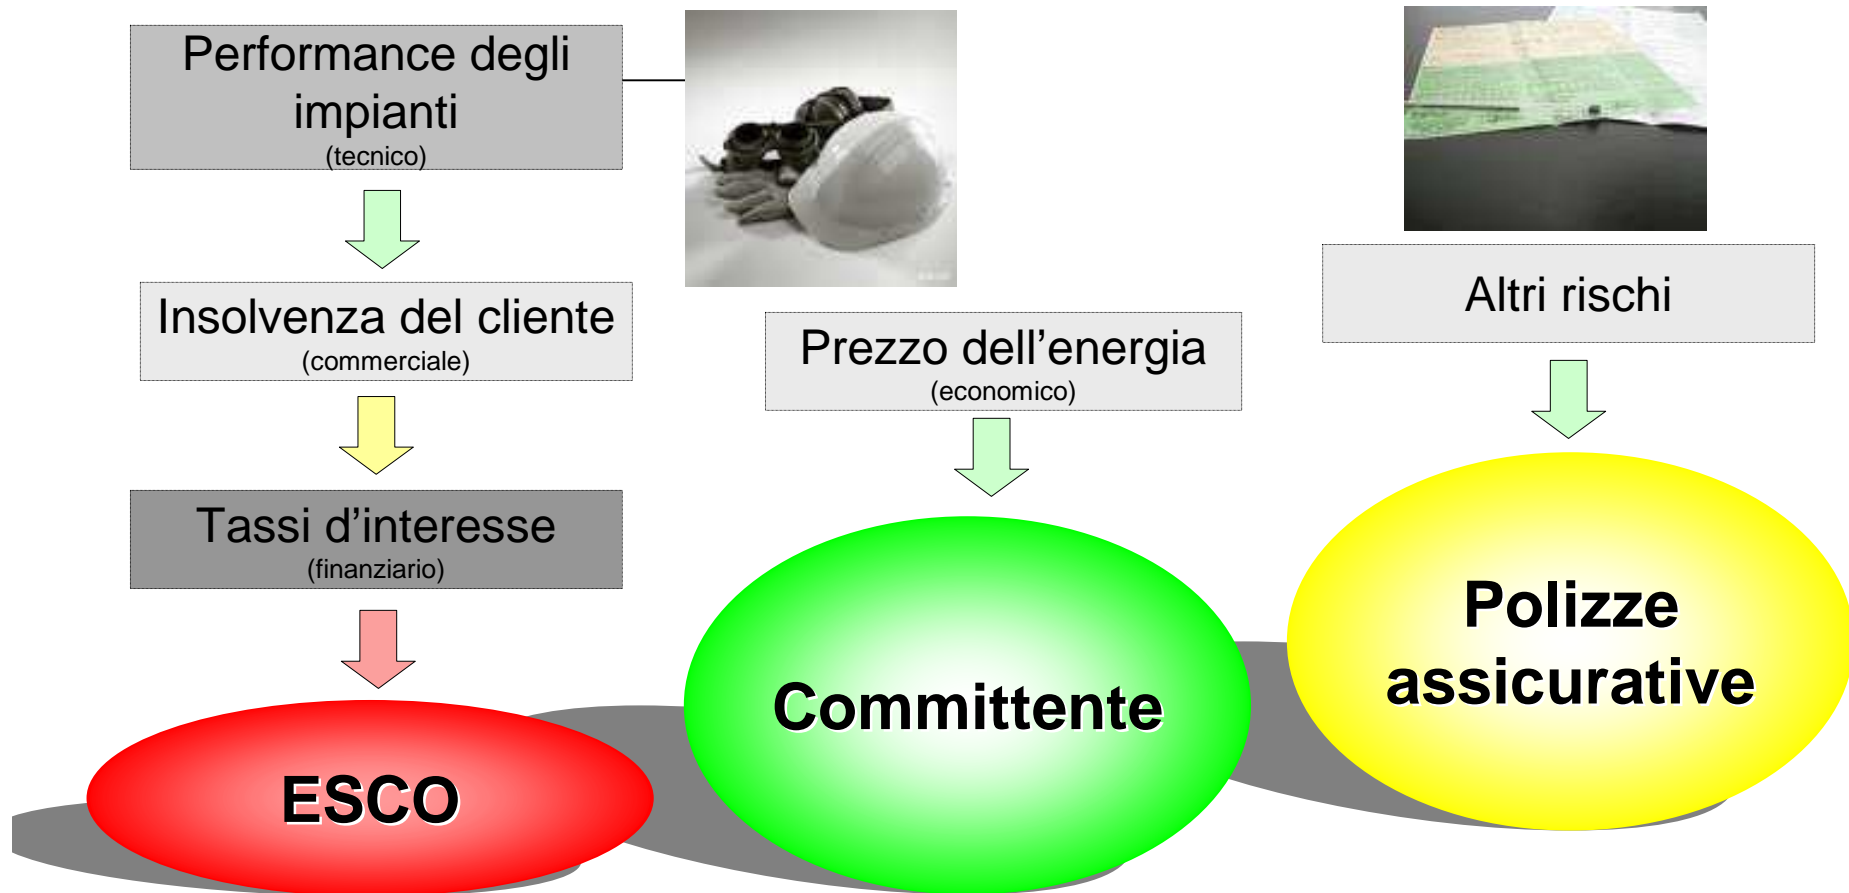 Performance degli
impianti
(tecnico)
Insolvenza del cliente
(commerciale)
Tassi d’interesse
(finanziario)
ESCO
Prezzo dell’energia
(economico)
Committente
Altri rischi
Polizze
assicurative